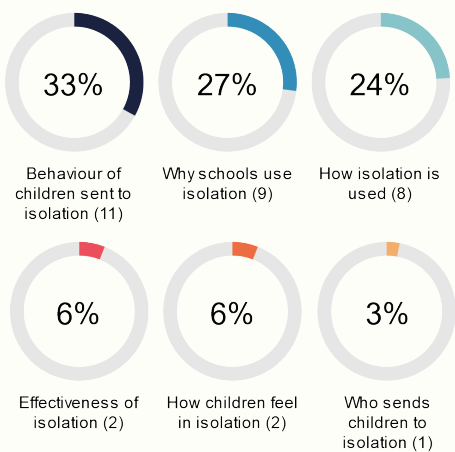 33%
27%
24%
Behaviour of
children sent to
isolation (11)
Why schools use
isolation (9)
How isolation is
used (8)
6%
6%
3%
Effectiveness of
isolation (2)
How children feel
in isolation (2)
Who sends
children to
isolation (1)